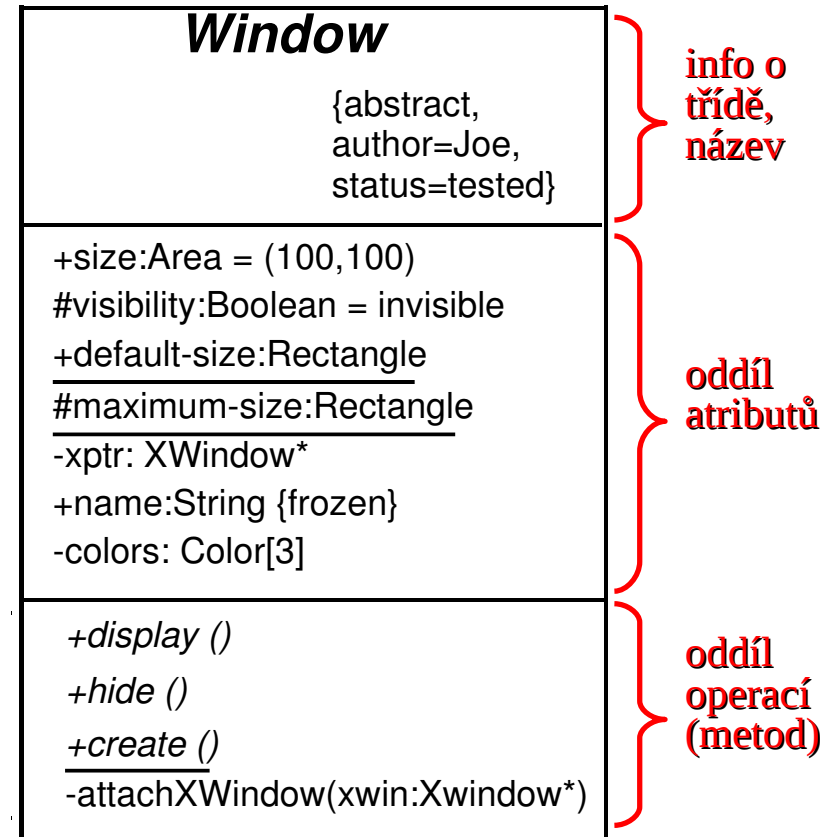 Window
{abstract,
author=Joe,
status=tested}
info o
třídě,
název
+size:Area = (100,100)
#visibility:Boolean = invisible
+default-size:Rectangle
#maximum-size:Rectangle
-xptr: XWindow*
+name:String {frozen}
-colors: Color[3]
oddíl
atributů
+display ()
+hide ()
+create ()
-attachXWindow(xwin:Xwindow*)
oddíl
operací
(metod)